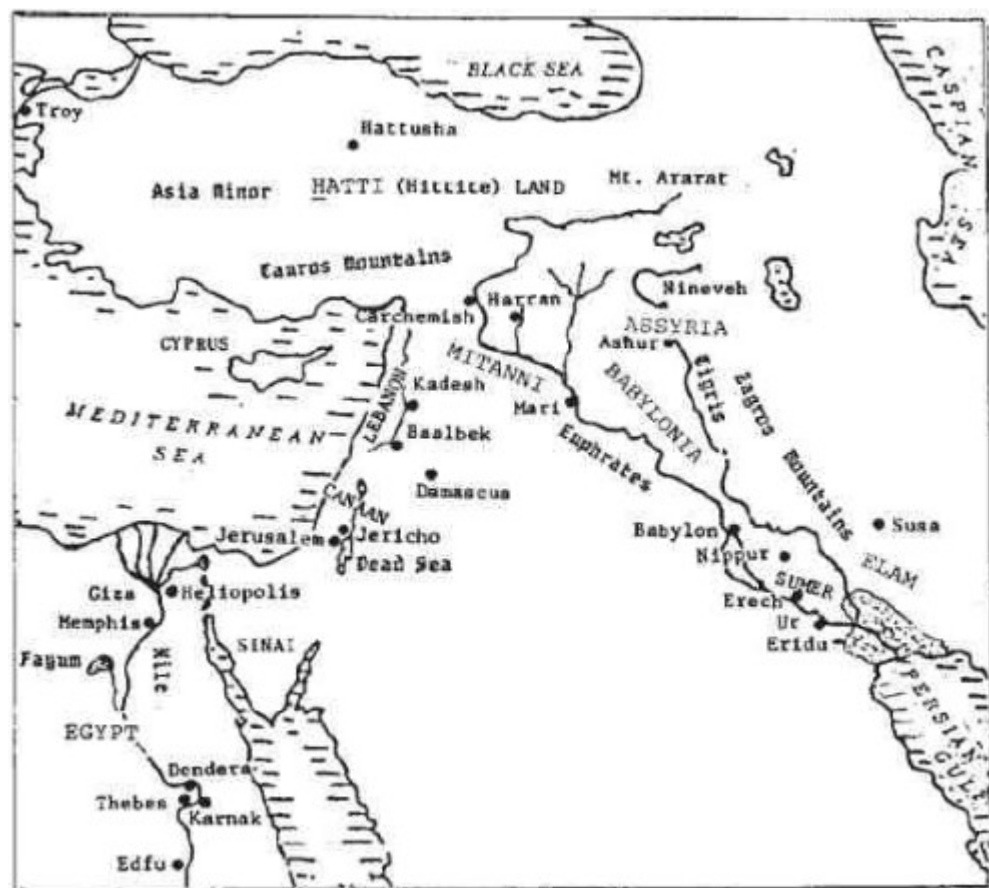 BLACK SEA
CASPIAN SEA
Troy
Hattusha
Asia Minor
HATTI (Hittite) LAND
Mt. Ararat
Tauros Mountains
Nineveh
Harran
Carchemish
ASSYRIA
Ashur
CYPRUS
MITANNI
Tigris
Zagros Mountains
LEBANON
Kadesh
Mari
BABYLONIA
MEDITERRANEAN
SEA
Baalbek
Euphrates
Damascus
CANAAN
Susa
Jerusalem
Jericho
Babylon
Dead Sea
Nippur
ELAM
Giza
Heliopolis
SUMER
Erech
Memphis
Ur
SINAI
Eridu
Fayum
Nile
PERSIAN GULF
EGYPT
Dendera
Thebes
Karnak
Edfu